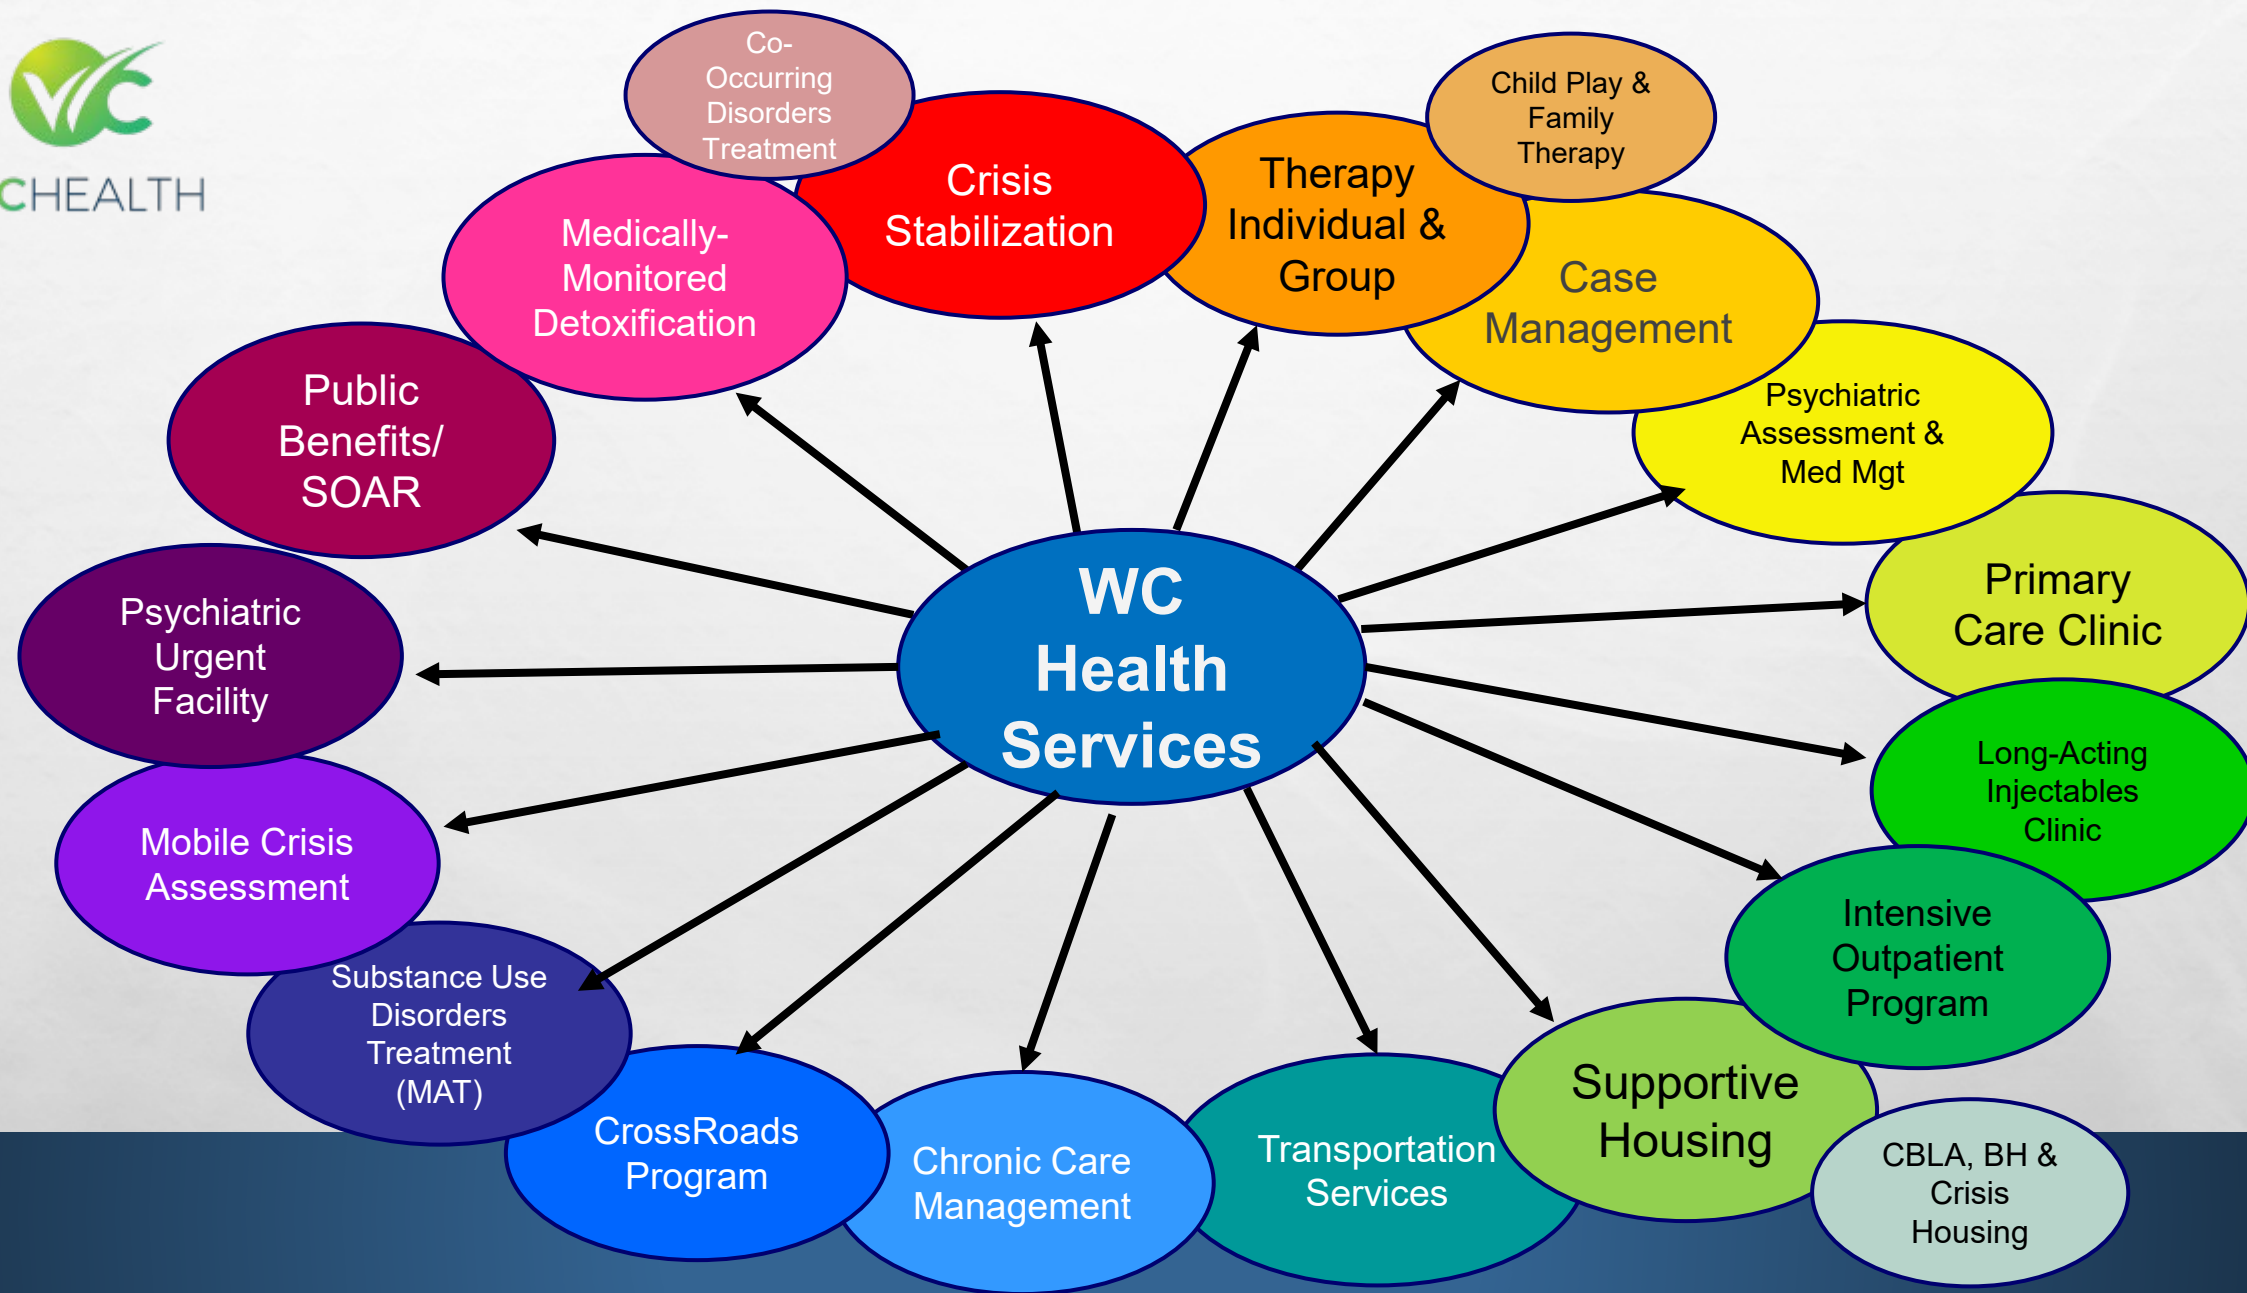 CHEALTH
Co-
Occurring
Disorders
Treatment
Crisis
Stabilization
Therapy
Individual &
Group
Child Play &
Family
Therapy
Case
Management
Psychiatric
Assessment &
Med Mgt
Primary
Care Clinic
Long-Acting
Injectables
Clinic
Intensive
Outpatient
Program
Supportive
Housing
CBLA, BH &
Crisis
Housing
Transportation
Services
Chronic Care
Management
CrossRoads
Program
Substance Use
Disorders
Treatment
(MAT)
Mobile Crisis
Assessment
Psychiatric
Urgent
Facility
Public
Benefits/
SOAR
Medically-
Monitored
Detoxification
WC
Health
Services